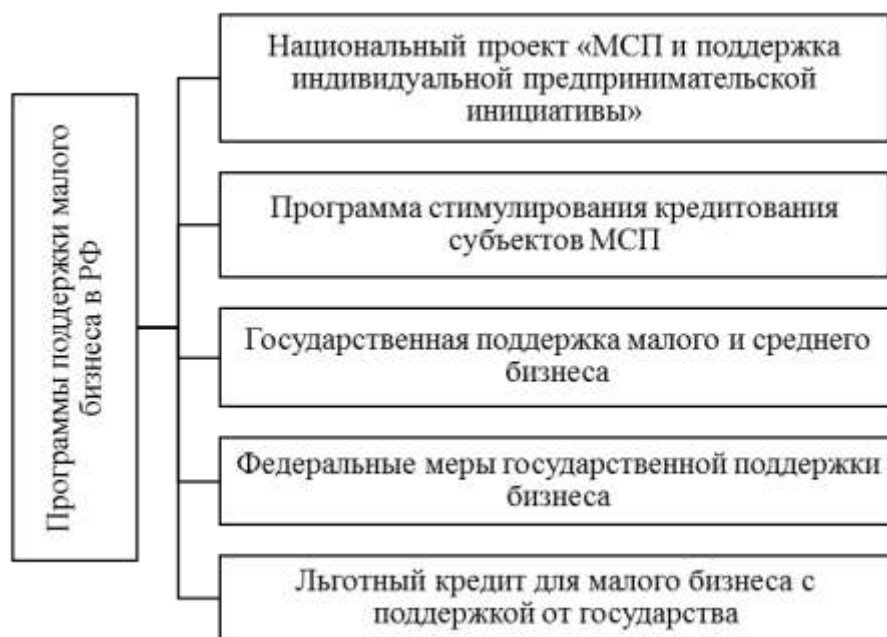 Программы поддержки малого
бизнеса в РФ
Национальный проект «МСП и поддержка
индивидуальной предпринимательской
инициативы»
Программа стимулирования кредитования
субъектов МСП
Государственная поддержка малого и среднего
бизнеса
Федеральные меры государственной поддержки
бизнеса
Льготный кредит для малого бизнеса с
поддержкой от государства